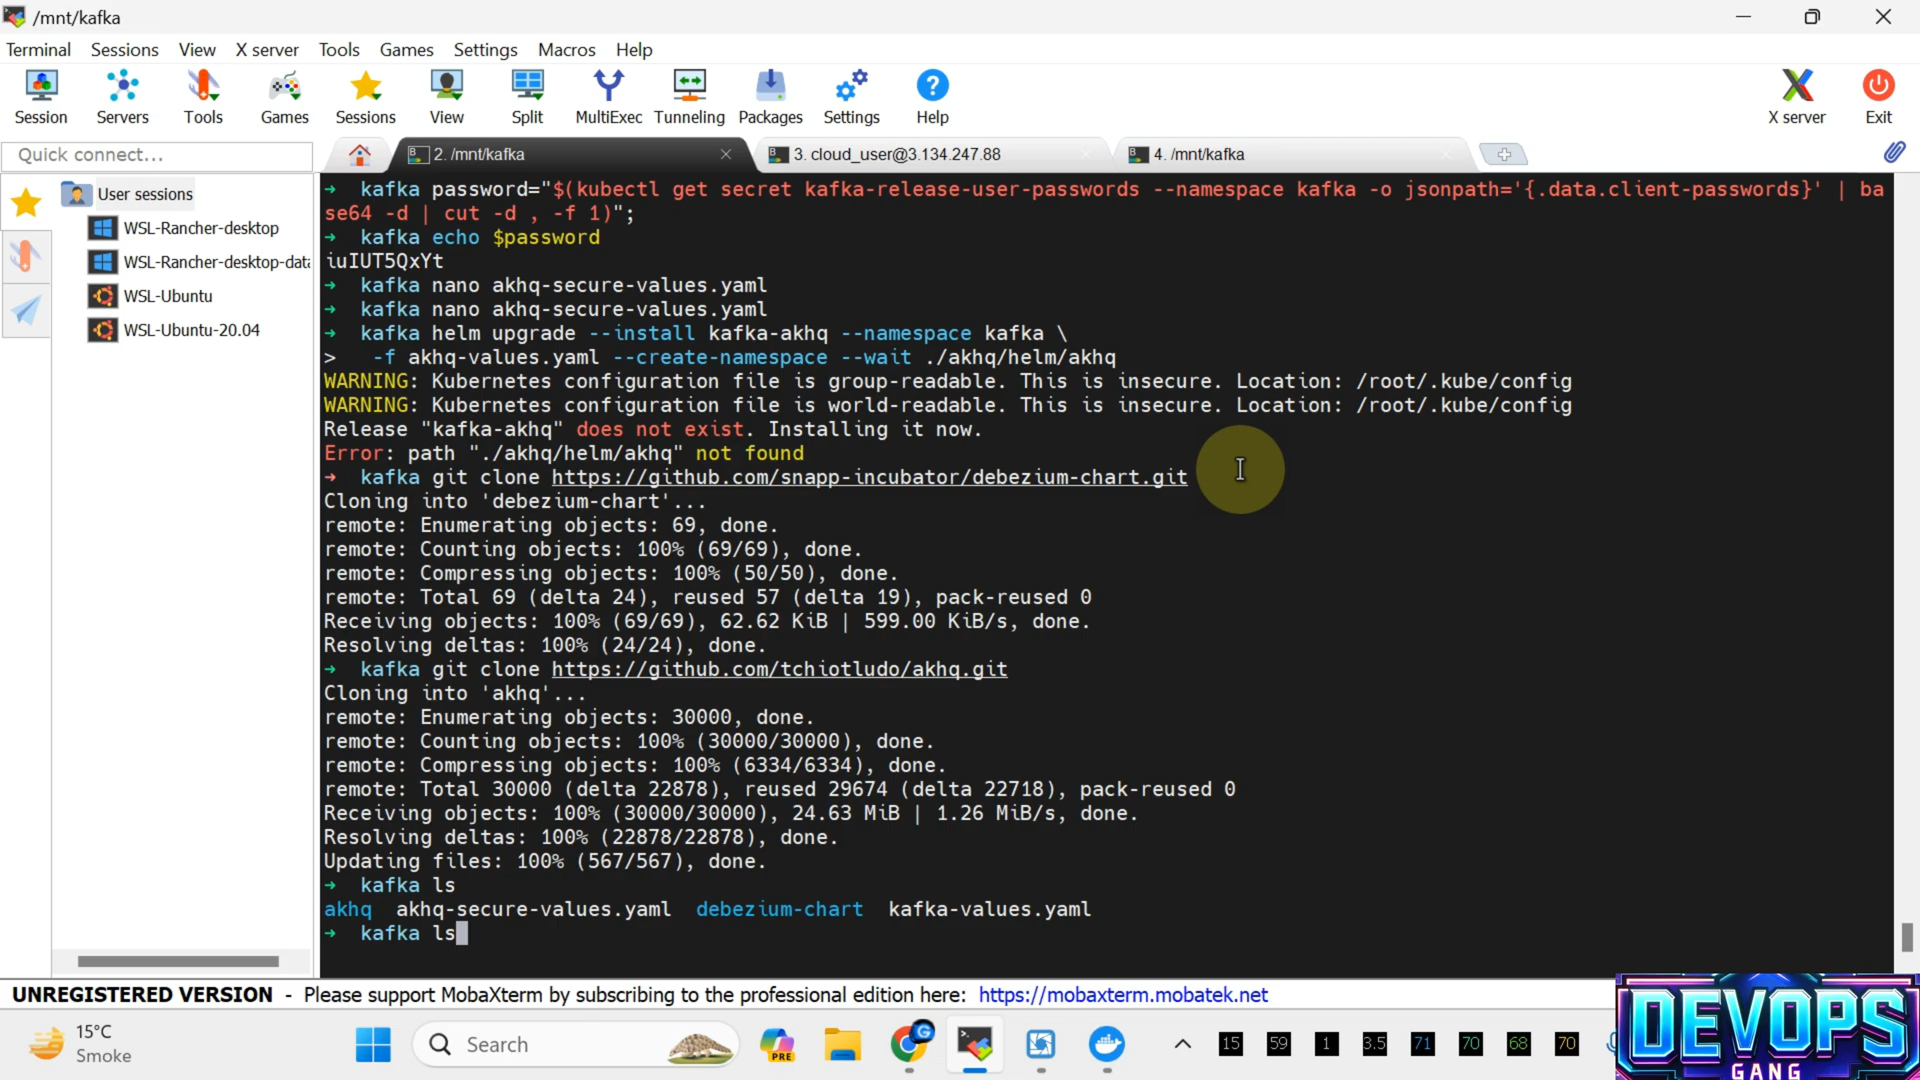 /mnt/kafka
Terminal Sessions View X server Tools Games Settings Macros Help
Session Servers Tools Games Sessions View Split MultiExec Tunneling Packages Settings Help X server Exit
Quick connect...
2. /mnt/kafka
3. cloud_user@3.134.247.88
4. /mnt/kafka
User sessions
WSL-Rancher-desktop
WSL-Rancher-desktop-data
WSL-Ubuntu
WSL-Ubuntu-20.04
➜ kafka password="$(kubectl get secret kafka-release-user-passwords --namespace kafka -o jsonpath='{.data.client-passwords}' | ba
se64 -d | cut -d , -f 1)";
➜ kafka echo $password
iuIUT5QxYt
➜ kafka nano akhq-secure-values.yaml
➜ kafka nano akhq-secure-values.yaml
➜ kafka helm upgrade --install kafka-akhq --namespace kafka \
> -f akhq-values.yaml --create-namespace --wait ./akhq/helm/akhq
WARNING: Kubernetes configuration file is group-readable. This is insecure. Location: /root/.kube/config
WARNING: Kubernetes configuration file is world-readable. This is insecure. Location: /root/.kube/config
Release "kafka-akhq" does not exist. Installing it now.
Error: path "./akhq/helm/akhq" not found
➜ kafka git clone https://github.com/snapp-incubator/debezium-chart.git
Cloning into 'debezium-chart'...
remote: Enumerating objects: 69, done.
remote: Counting objects: 100% (69/69), done.
remote: Compressing objects: 100% (50/50), done.
remote: Total 69 (delta 24), reused 57 (delta 19), pack-reused 0
Receiving objects: 100% (69/69), 62.62 KiB | 599.00 KiB/s, done.
Resolving deltas: 100% (24/24), done.
➜ kafka git clone https://github.com/tchiotludo/akhq.git
Cloning into 'akhq'...
remote: Enumerating objects: 30000, done.
remote: Counting objects: 100% (30000/30000), done.
remote: Compressing objects: 100% (6334/6334), done.
remote: Total 30000 (delta 22878), reused 29674 (delta 22718), pack-reused 0
Receiving objects: 100% (30000/30000), 24.63 MiB | 1.26 MiB/s, done.
Resolving deltas: 100% (22878/22878), done.
Updating files: 100% (567/567), done.
➜ kafka ls
akhq akhq-secure-values.yaml debezium-chart kafka-values.yaml
➜ kafka ls
UNREGISTERED VERSION - Please support MobaXterm by subscribing to the professional edition here: https://mobaxterm.mobatek.net
15°C
Smoke
Search
PRE
G
15 59 1 3.5 71 70 68 70
DEVOPS
GANG